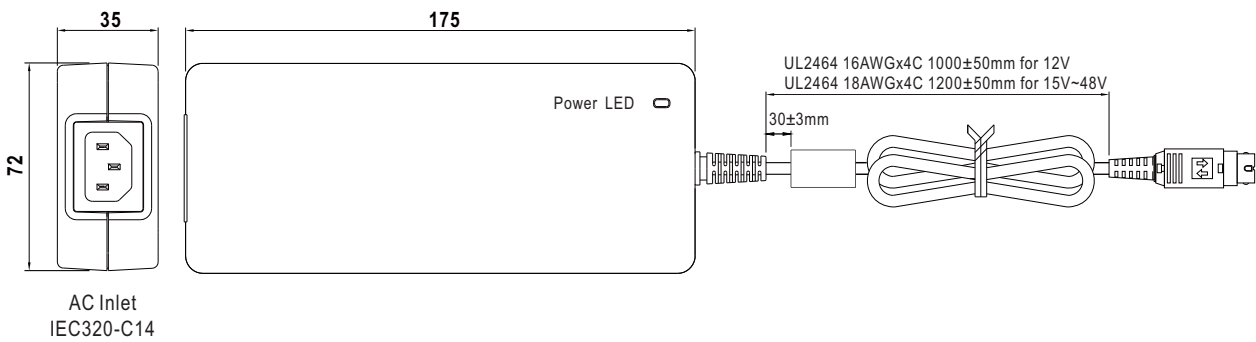 35
175
UL2464 16AWGx4C 1000±50mm for 12V
UL2464 18AWGx4C 1200±50mm for 15V~48V
Power LED
30±3mm
72
AC Inlet
IEC320-C14